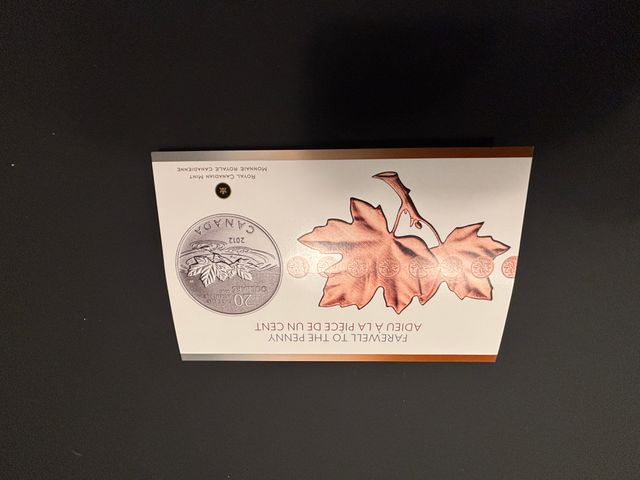 FAREWELL TO THE PENNY
ADIEU À LA PIÈCE DE UN CENT
20
DOLLARS
2012
CANADA
ROYAL CANADIAN MINT
MONNAIE ROYALE CANADIENNE